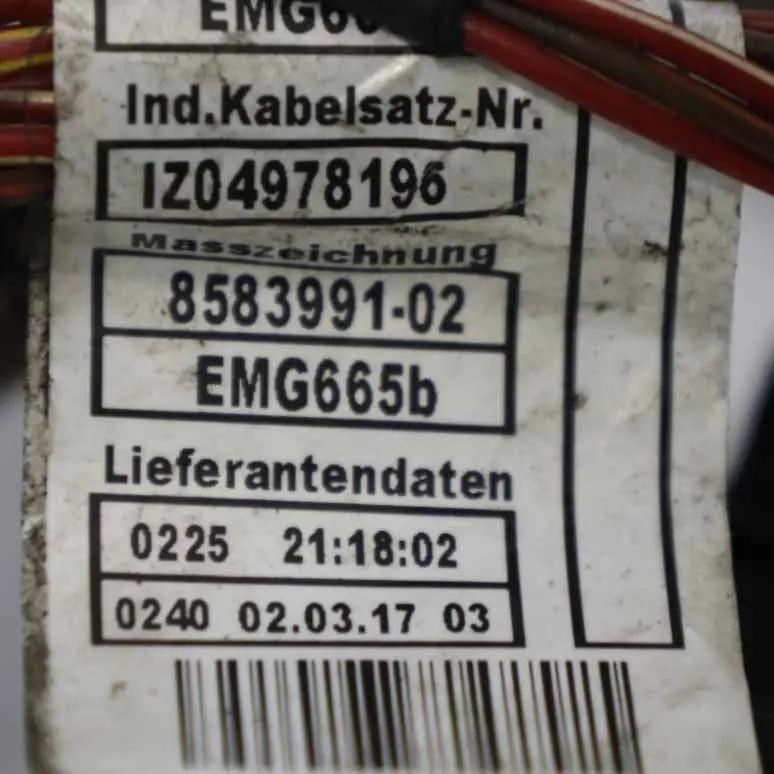 Ind.Kabelsatz-Nr.
IZ04978196
Masszeichnung
8583991-02
EMG665b
Lieferantendaten
0225 21:18:02
0240 02.03.17 03